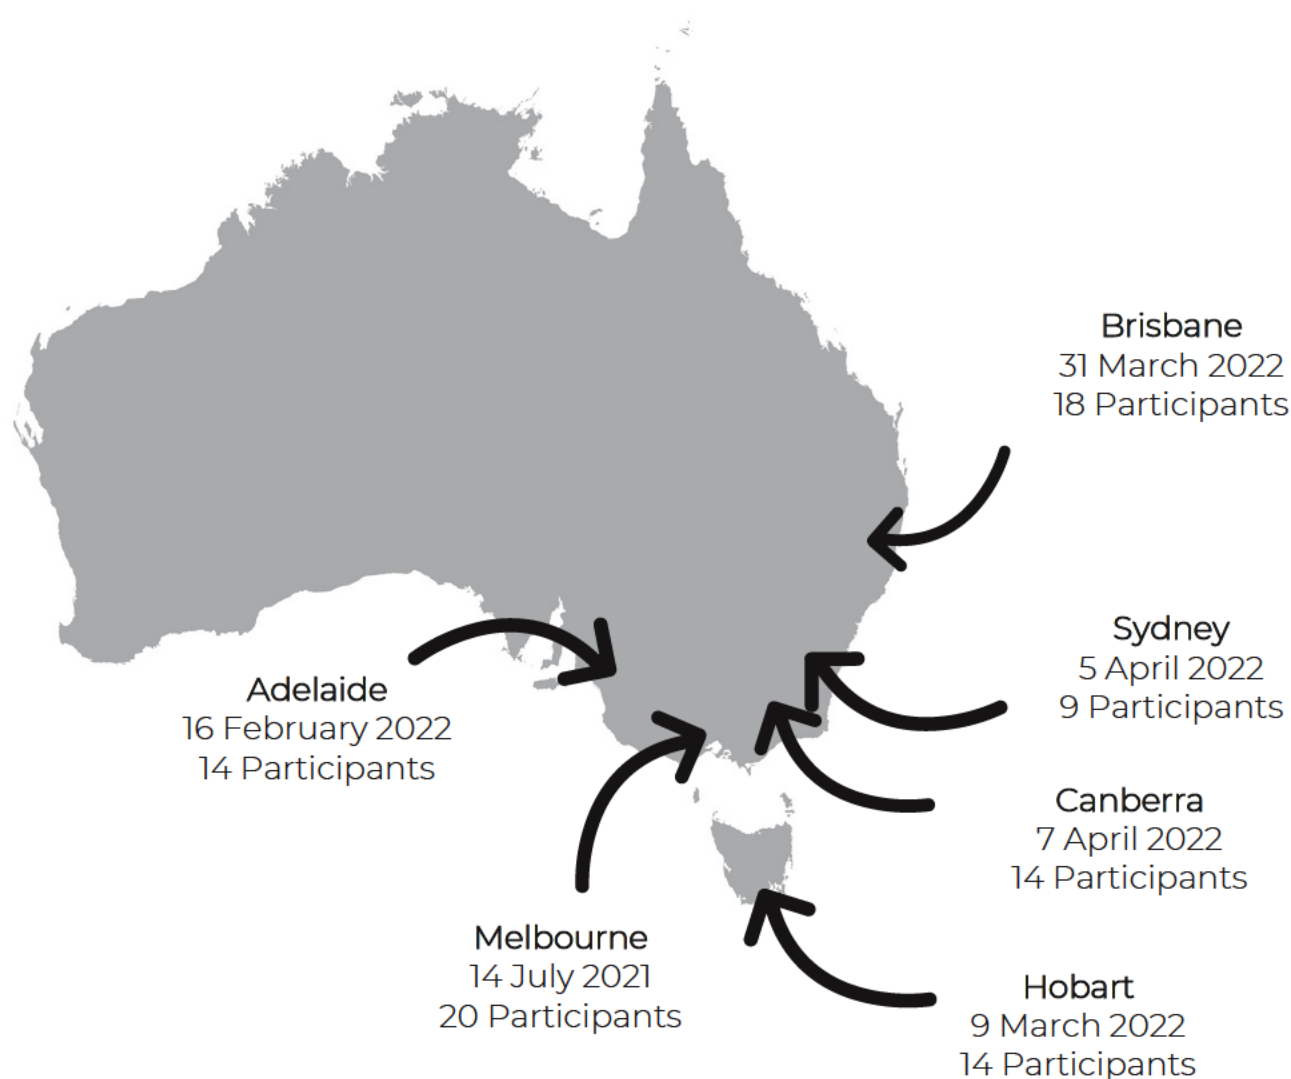 Brisbane
31 March 2022
18 Participants
Sydney
5 April 2022
9 Participants
Adelaide
16 February 2022
14 Participants
Canberra
7 April 2022
14 Participants
Melbourne
14 July 2021
20 Participants
Hobart
9 March 2022
14 Participants